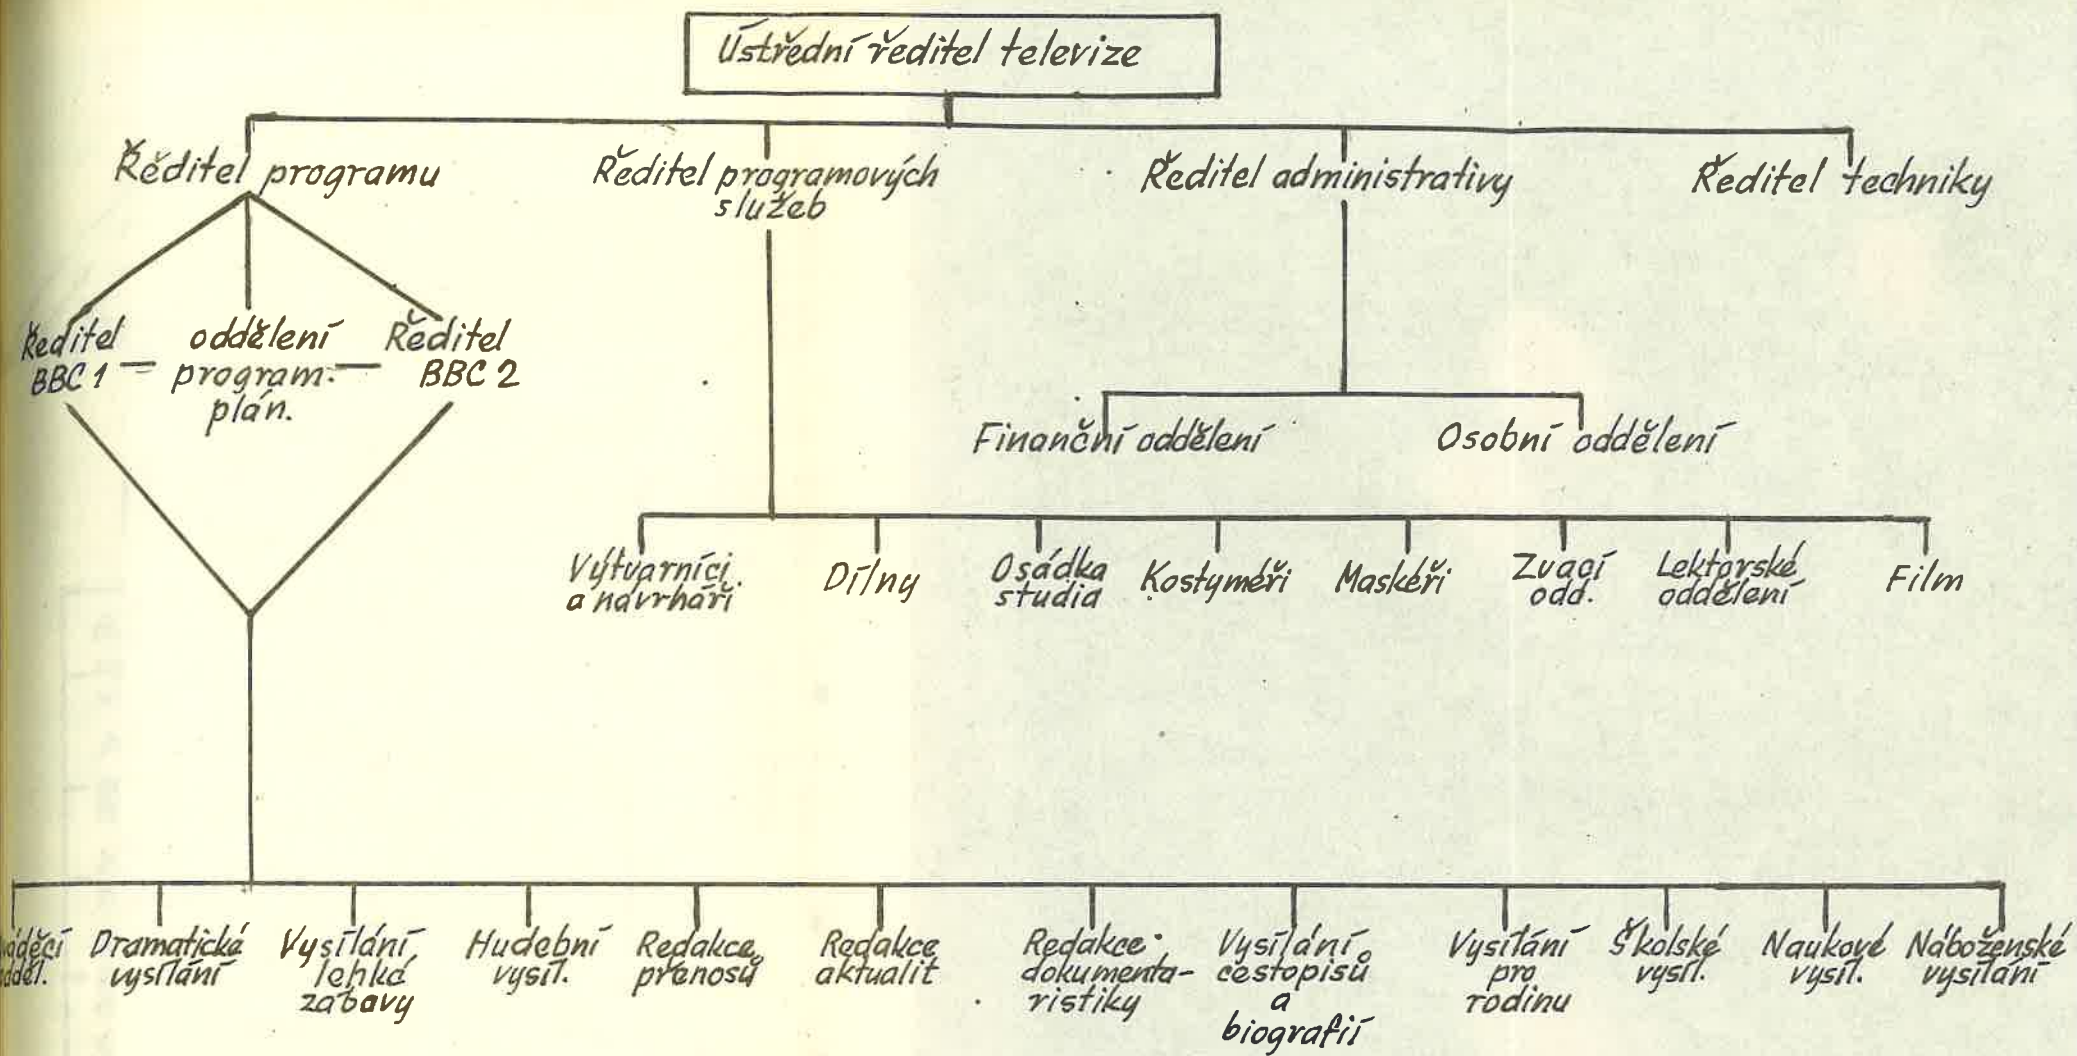 Ústřední ředitel televize
Ředitel programu
Ředitel programových
služeb
Ředitel administrativy
Ředitel techniky
Ředitel
BBC 1
oddělení
program.
plán.
Ředitel
BBC 2
Finanční oddělení
Osobní oddělení
Výtvarníci
a návrháři
Dílny
Osádka
studia
Kostyméři
Maskéři
Zvací
odd.
Lektorské
oddělení
Film
Dramatické
vysílání
Vysílání
lehké
zábavy
Hudební
vysíl.
Redakce
přenosů
Redakce
aktualit
Redakce
dokumenta-
ristiky
Vysílání
cestopisů
a
biografií
Vysílání
pro
rodinu
Školské
vysíl.
Naukové
vysíl.
Náboženské
vysílání